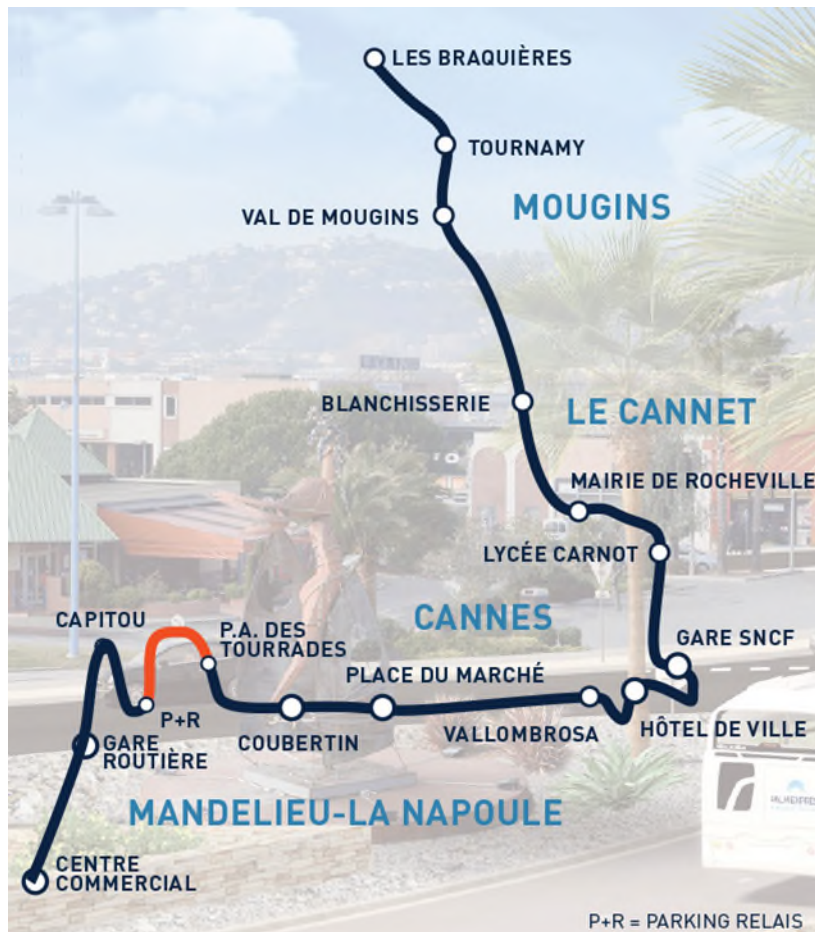 LES BRAQUIÈRES
TOURNAMY
MOUGINS
VAL DE MOUGINS
BLANCHISSERIE
LE CANNET
MAIRIE DE ROCHEVILLE
LYCÉE CARNOT
CANNES
CAPITOU
P.A. DES
TOURRADES
GARE SNCF
PLACE DU MARCHÉ
P+R
COUBERTIN
VALLOMBROSA
HÔTEL DE VILLE
GARE
ROUTIÈRE
MANDELIEU-LA NAPOULE
CENTRE
COMMERCIAL
P+R = PARKING RELAIS